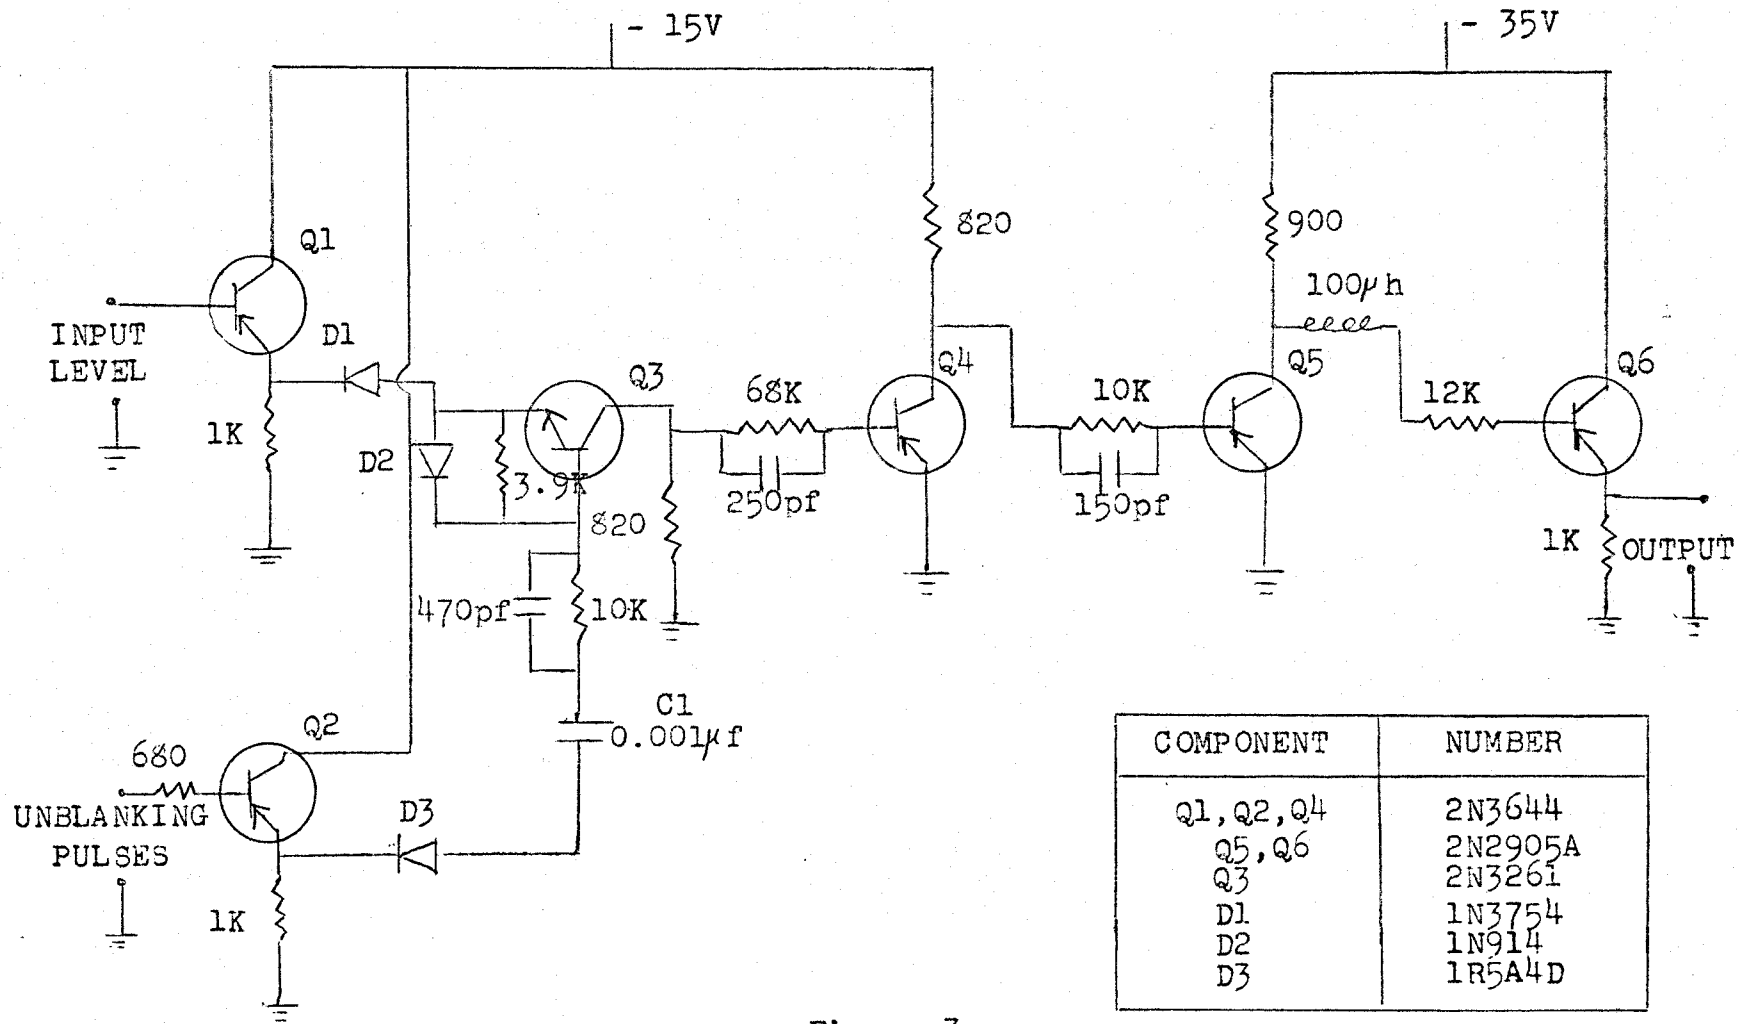 - 15V
- 35V
Q1
820
900
100μh
INPUT
LEVEL
D1
Q3
Q4
Q5
Q6
1K
D2
3.9K
68K
10K
12K
820
250pf
150pf
1K
OUTPUT
470pf
10K
Q2
C1
0.001μf
680
UNBLANKING
PULSES
D3
1K
COMPONENT NUMBER
Q1,Q2,Q4 2N3644
Q5,Q6 2N2905A
Q3 2N3261
D1 1N3754
D2 1N914
D3 1R5A4D